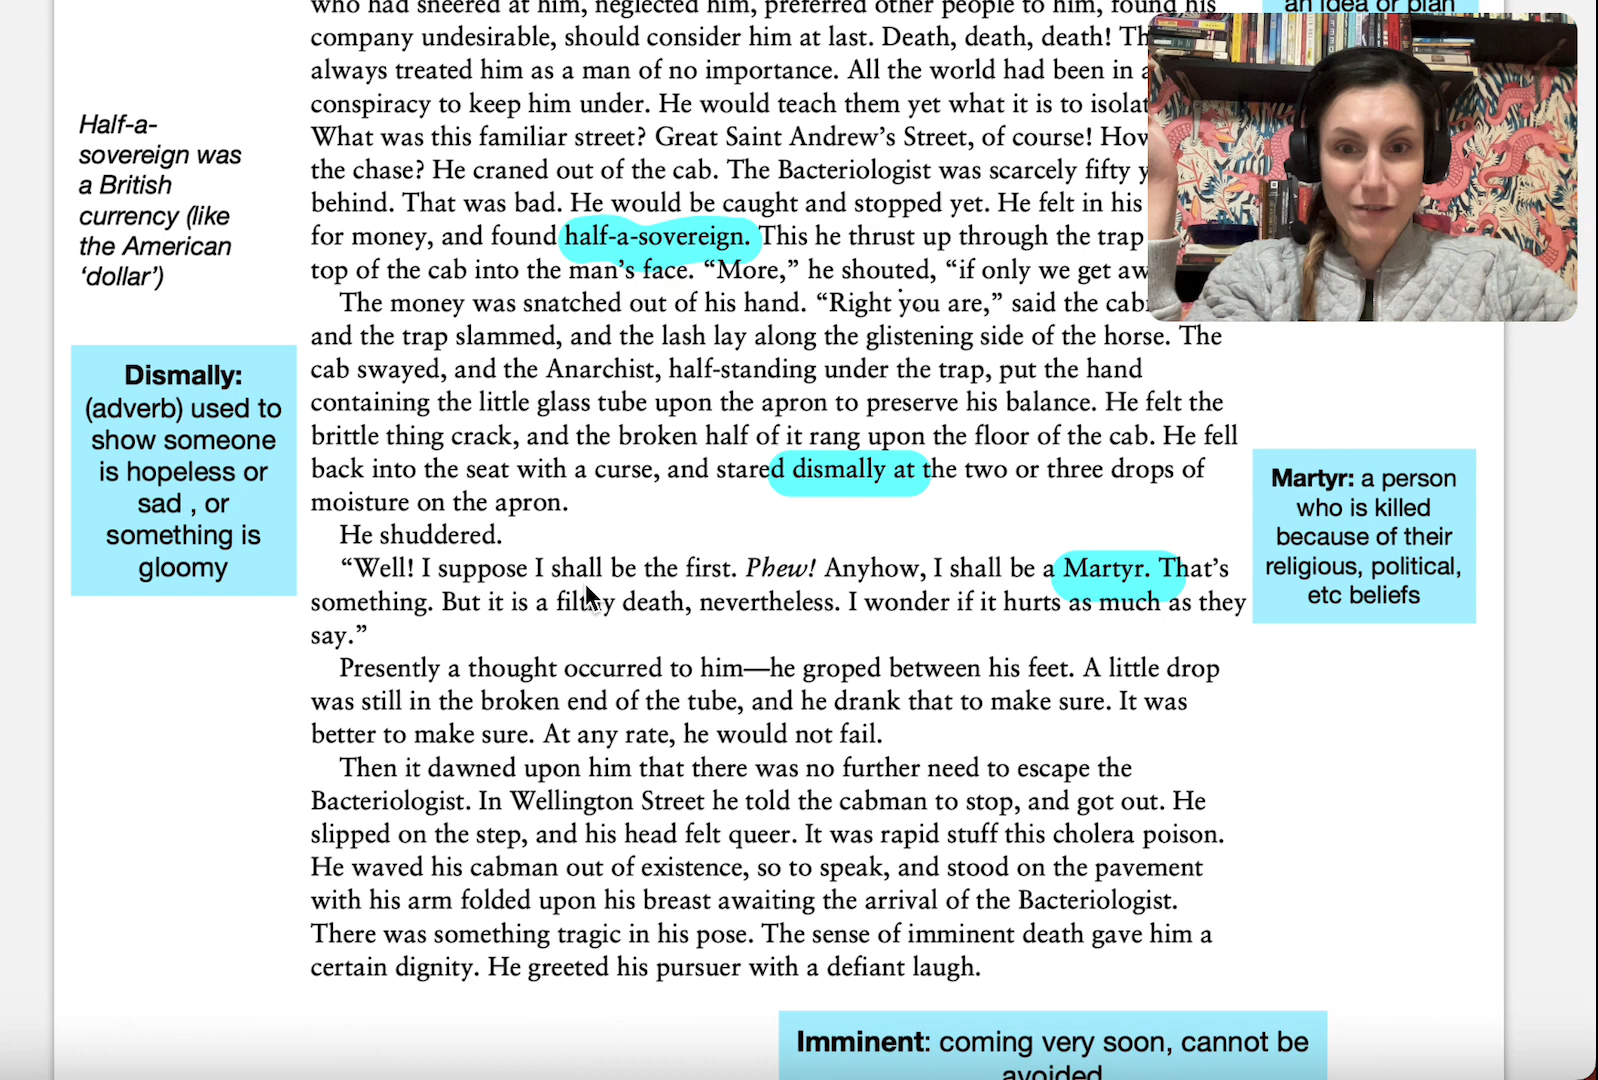 who had sneered at him, neglected him, preferred other people to him, found his
company undesirable, should consider him at last. Death, death, death!
always treated him as a man of no importance. All the world had been in a
conspiracy to keep him under. He would teach them yet what it is to
What was this familiar street? Great Saint Andrew’s Street, of course!
the chase? He craned out of the cab. The Bacteriologist was scarcely fifty
behind. That was bad. He would be caught and stopped yet. He felt in his
for money, and found half-a-sovereign. This he thrust up through the trap
top of the cab into the man’s face. “More,” he shouted, “if only we get
The money was snatched out of his hand. “Right you are,” said the
and the trap slammed, and the lash lay along the glistening side of the horse. The
cab swayed, and the Anarchist, half-standing under the trap, put the hand
containing the little glass tube upon the apron to preserve his balance. He felt the
brittle thing crack, and the broken half of it rang upon the floor of the cab. He fell
back into the seat with a curse, and stared dismally at the two or three drops of
moisture on the apron.
He shuddered.
“Well! I suppose I shall be the first. Phew! Anyhow, I shall be a Martyr. That’s
something. But it is a filthy death, nevertheless. I wonder if it hurts as much as they
say.”
Presently a thought occurred to him—he groped between his feet. A little drop
was still in the broken end of the tube, and he drank that to make sure. It was
better to make sure. At any rate, he would not fail.
Then it dawned upon him that there was no further need to escape the
Bacteriologist. In Wellington Street he told the cabman to stop, and got out. He
slipped on the step, and his head felt queer. It was rapid stuff this cholera poison.
He waved his cabman out of existence, so to speak, and stood on the pavement
with his arm folded upon his breast awaiting the arrival of the Bacteriologist.
There was something tragic in his pose. The sense of imminent death gave him a
certain dignity. He greeted his pursuer with a defiant laugh.
Half-a-
sovereign was
a British
currency (like
the American
‘dollar’)
Dismally:
(adverb) used to
show someone
is hopeless or
sad , or
something is
gloomy
an idea or plan
Martyr: a person
who is killed
because of their
religious, political,
etc beliefs
Imminent: coming very soon, cannot be
avoided